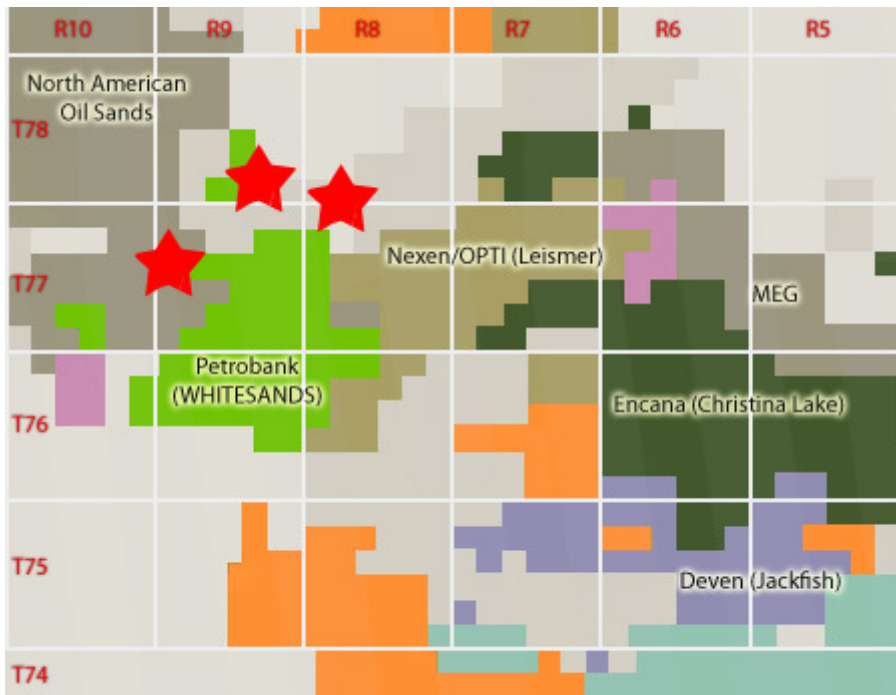 R10 R9 R8 R7 R6 R5
North American
Oil Sands
T78
Nexen/OPTI (Leismer)
T77
MEG
Petrobank
(WHITESANDS)
Encana (Christina Lake)
T76
T75
Deven (Jackfish)
T74